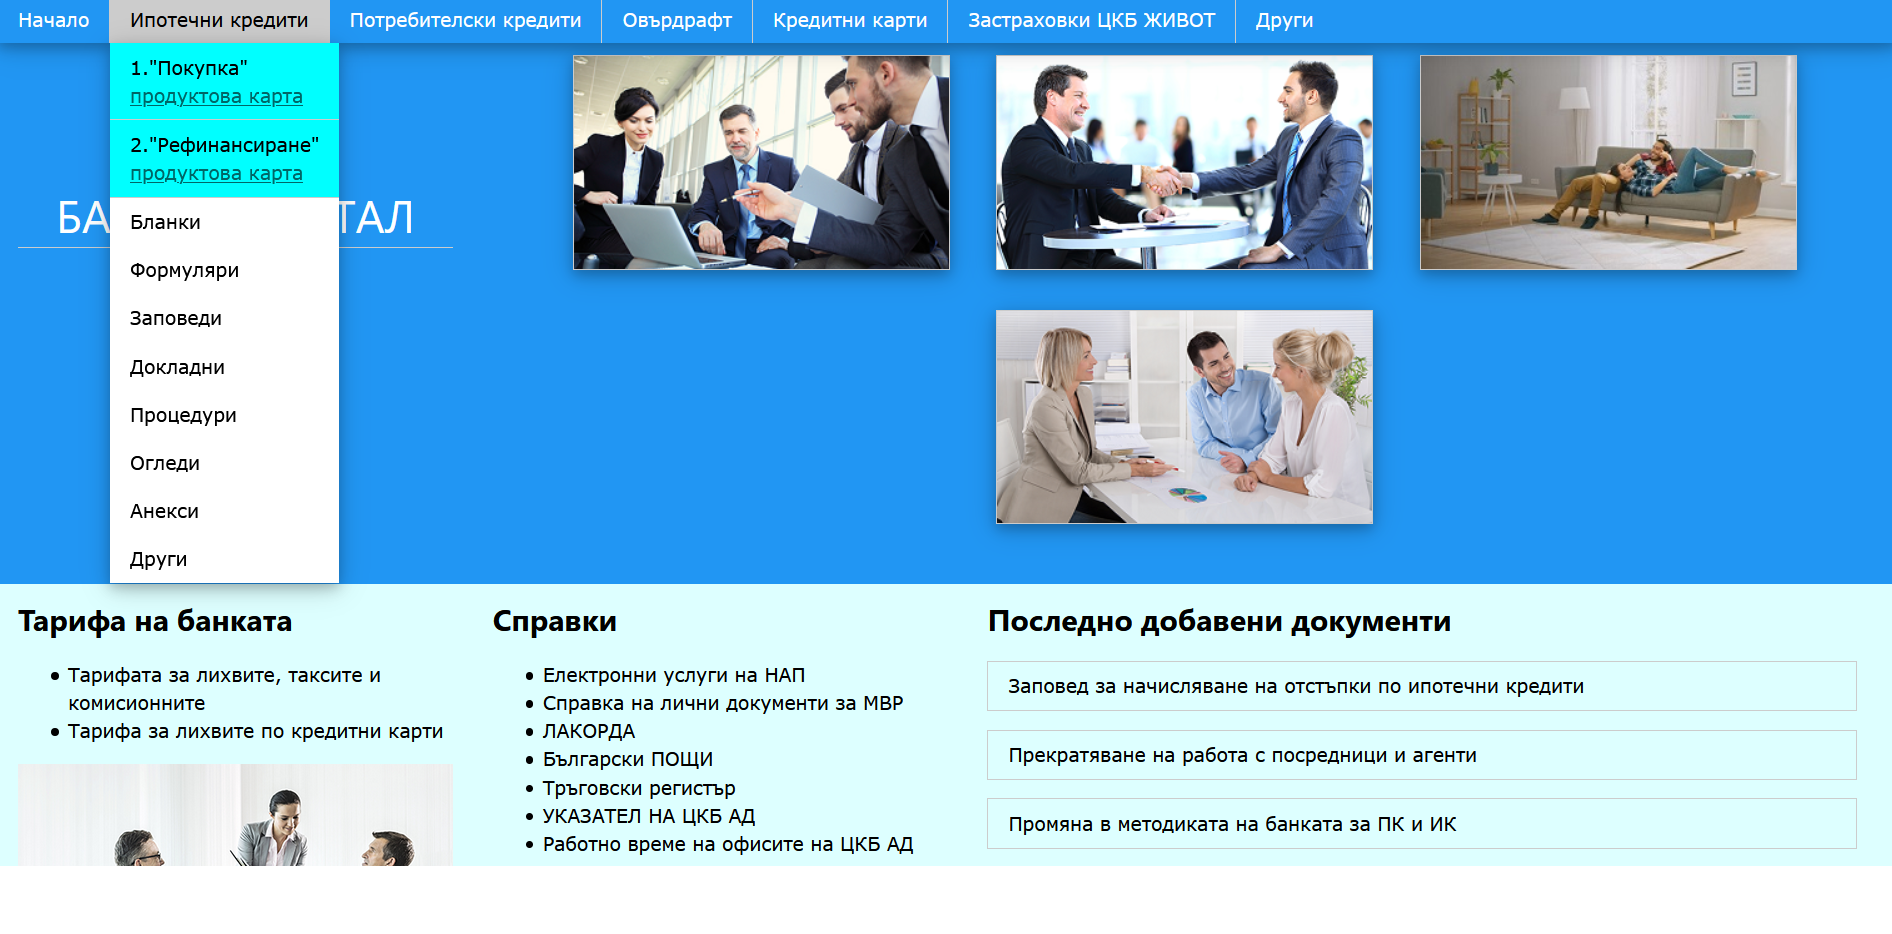 Начало Ипотечни кредити Потребителски кредити Овърдрафт Кредитни карти Застраховки ЦКБ ЖИВОТ Други
1."Покупка"
продуктова карта
2."Рефинансиране"
продуктова карта
Бланки
Формуляри
Заповеди
Докладни
Процедури
Огледи
Анекси
Други
Тарифа на банката
Тарифата за лихвите, таксите и
комисионните
Тарифа за лихвите по кредитни карти
Справки
Електронни услуги на НАП
Справка на лични документи за МВР
ЛАКОРДА
Български ПОЩИ
Тръговски регистър
УКАЗАТЕЛ НА ЦКБ АД
Работно време на офисите на ЦКБ АД
Последно добавени документи
Заповед за начисляване на отстъпки по ипотечни кредити
Прекратяване на работа с посредници и агенти
Промяна в методиката на банката за ПК и ИК